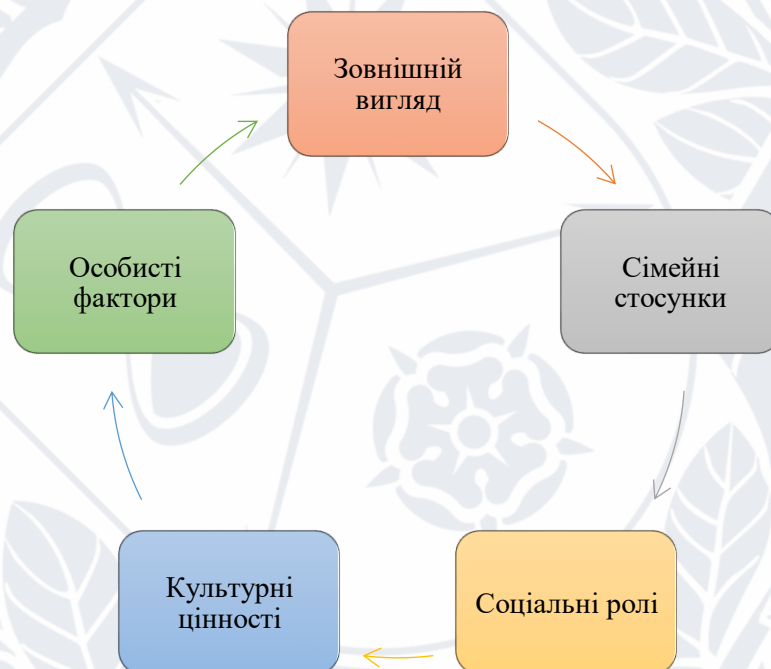 Зовнішній
вигляд
Сімейні
стосунки
Соціальні ролі
Культурні
цінності
Особисті
фактори